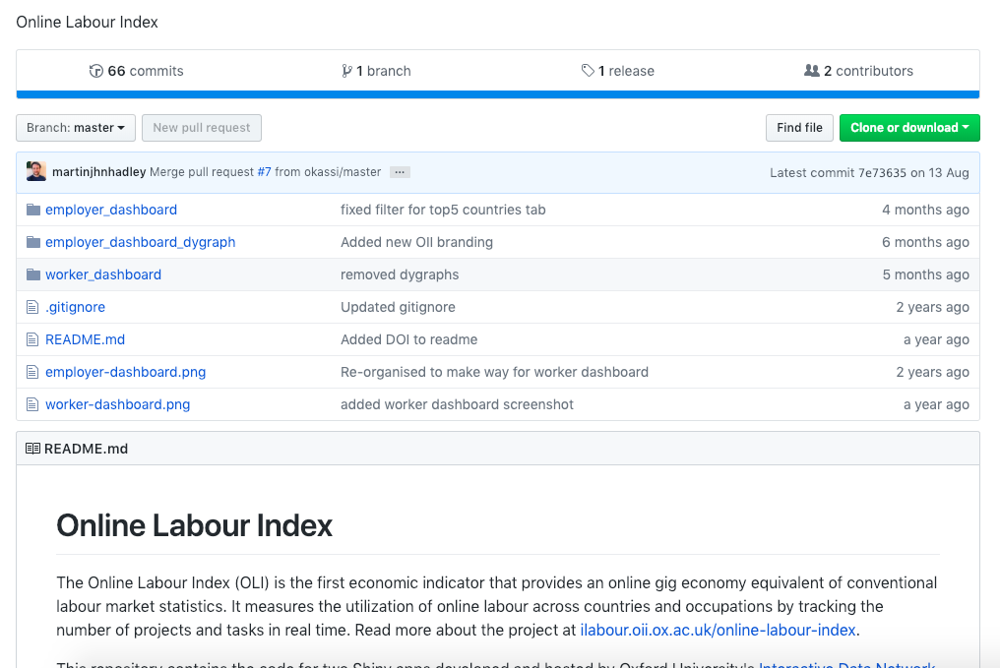 Online Labour Index
66 commits 1 branch 1 release 2 contributors
Branch: master New pull request Find file Clone or download
martinjhnhadley Merge pull request #7 from okassi/master ... Latest commit 7e73635 on 13 Aug
employer_dashboard fixed filter for top5 countries tab 4 months ago
employer_dashboard_dygraph Added new OII branding 6 months ago
worker_dashboard removed dygraphs 5 months ago
.gitignore Updated gitignore 2 years ago
README.md Added DOI to readme a year ago
employer-dashboard.png Re-organised to make way for worker dashboard 2 years ago
worker-dashboard.png added worker dashboard screenshot a year ago
README.md
Online Labour Index
The Online Labour Index (OLI) is the first economic indicator that provides an online gig economy equivalent of conventional
labour market statistics. It measures the utilization of online labour across countries and occupations by tracking the
number of projects and tasks in real time. Read more about the project at ilabour.oii.ox.ac.uk/online-labour-index.
This repository contains the code for two Shiny apps developed and hosted by Oxford University's Interactive Data Network